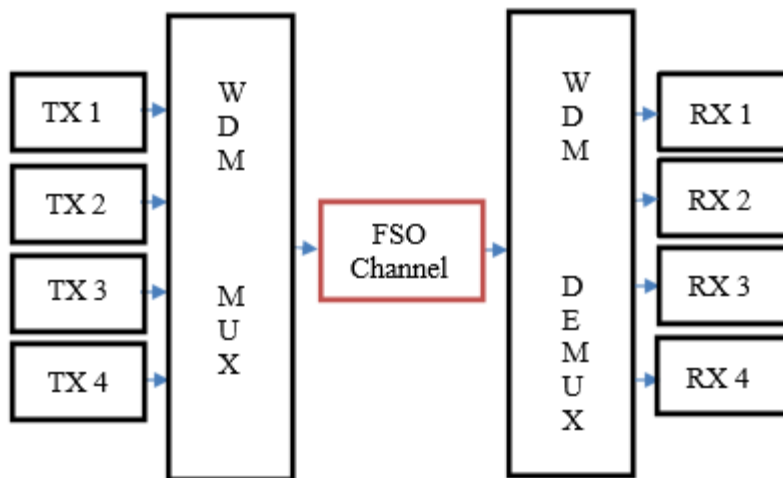 TX 1
TX 2
TX 3
TX 4
W
D
M
M
U
X
FSO
Channel
W
D
M
D
E
M
U
X
RX 1
RX 2
RX 3
RX 4